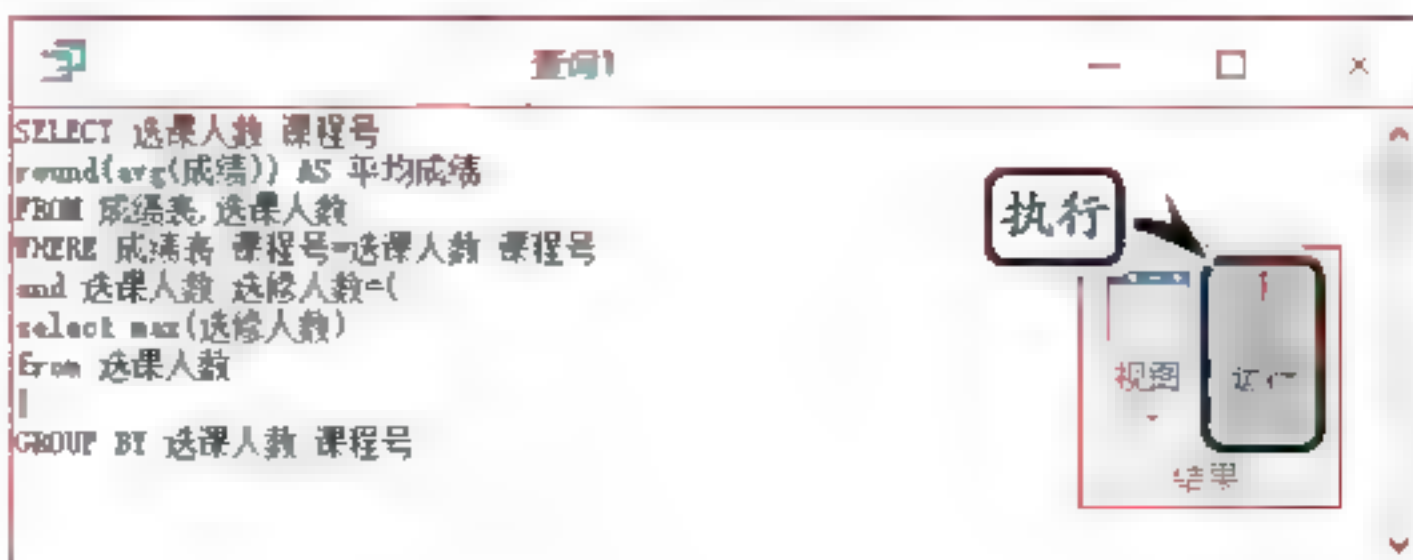 查询1
SELECT 选课人数 课程号
round(avg(成绩)) AS 平均成绩
FROM 成绩表,选课人数
WHERE 成绩表 课程号=选课人数 课程号
and 选课人数 选修人数=(
select max(选修人数)
from 选课人数
GROUP BY 选课人数 课程号
执行
视图
运行
结果